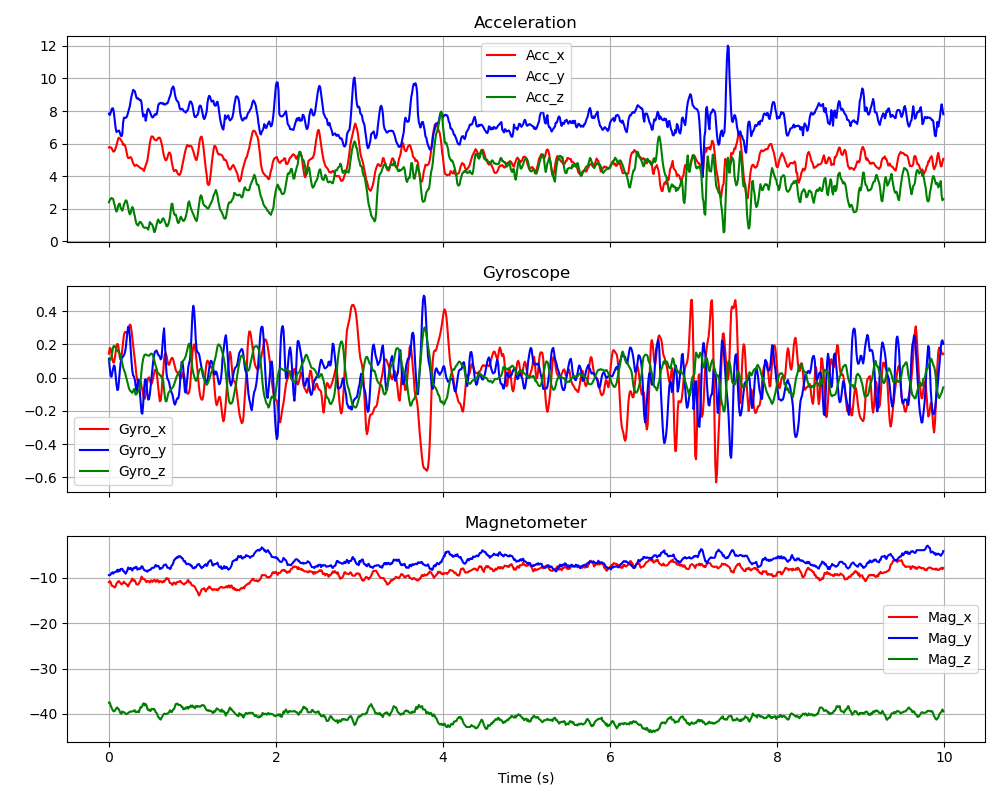 Acceleration
12
10
8
6
4
2
0
Acc_x
Acc_y
Acc_z
Gyroscope
0.4
0.2
0.0
−0.2
−0.4
−0.6
Gyro_x
Gyro_y
Gyro_z
Magnetometer
−10
−20
−30
−40
Mag_x
Mag_y
Mag_z
0 2 4 6 8 10
Time (s)